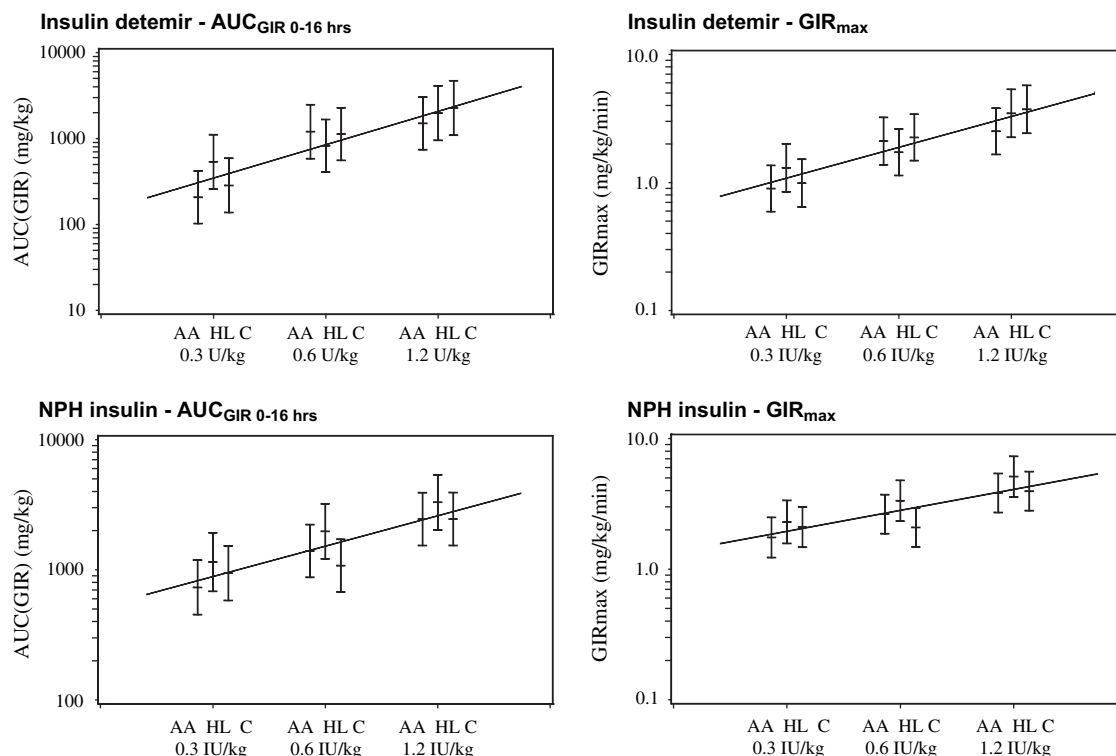 Insulin detemir - AUCGIR 0-16 hrs
AUC(GIR) (mg/kg)
10000
1000
100
10
AA HL C AA HL C AA HL C
0.3 U/kg 0.6 U/kg 1.2 U/kg
Insulin detemir - GIRmax
GIRmax (mg/kg/min)
10.0
1.0
0.1
AA HL C AA HL C AA HL C
0.3 IU/kg 0.6 IU/kg 1.2 IU/kg
NPH insulin - AUCGIR 0-16 hrs
AUC(GIR) (mg/kg)
10000
1000
100
AA HL C AA HL C AA HL C
0.3 IU/kg 0.6 IU/kg 1.2 IU/kg
NPH insulin - GIRmax
GIRmax (mg/kg/min)
10.0
1.0
0.1
AA HL C AA HL C AA HL C
0.3 IU/kg 0.6 IU/kg 1.2 IU/kg